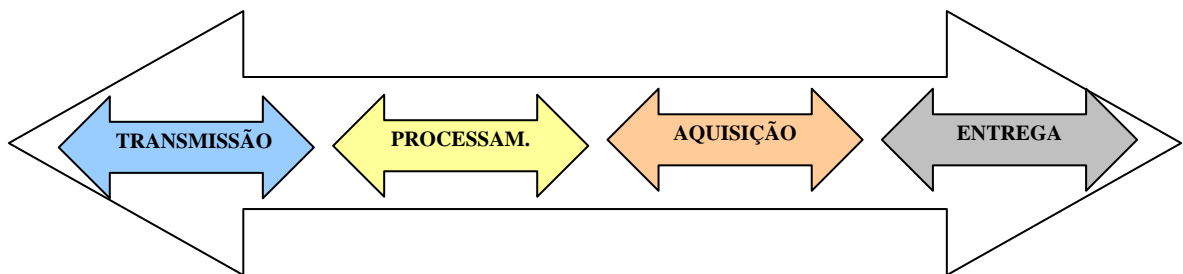 TRANSMISSÃO
PROCESSAM.
AQUISIÇÃO
ENTREGA